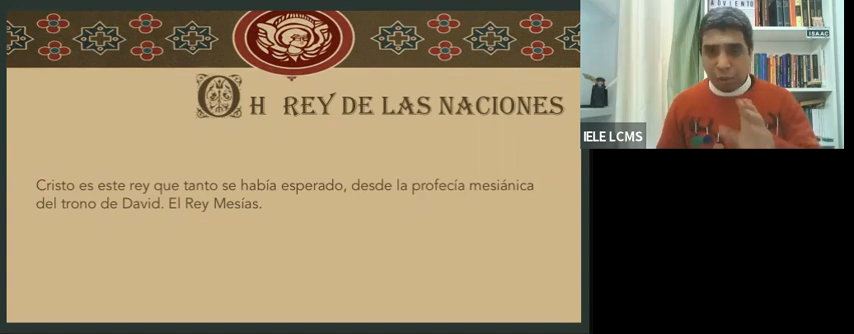 OH REY DE LAS NACIONES
Cristo es este rey que tanto se había esperado, desde la profecía mesiánica
del trono de David. El Rey Mesías.
ADVIENTO
ISAAC
IELE LCMS